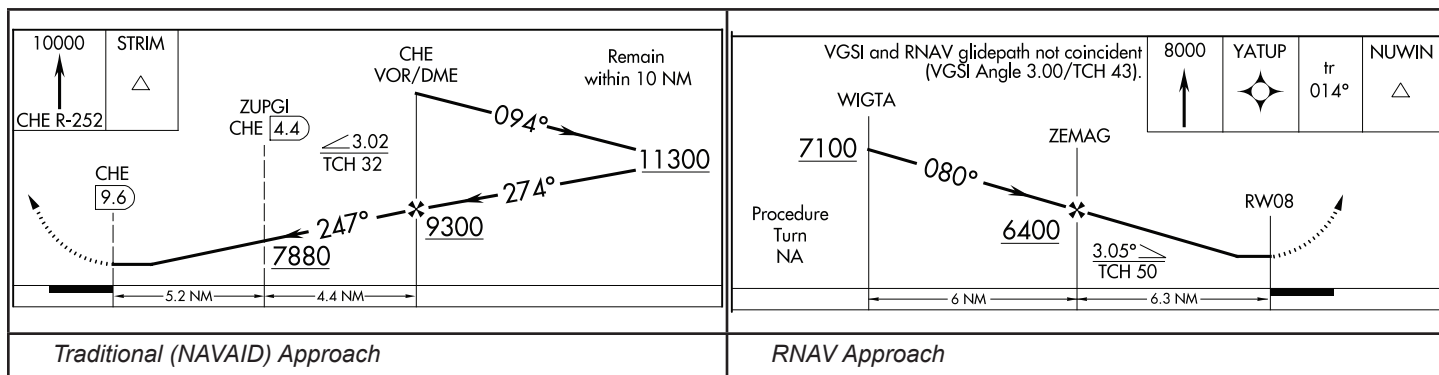 10000
CHE R-252
STRIM
CHE
VOR/DME
Remain
within 10 NM
ZUPGI
CHE 4.4
3.02
TCH 32
094°
11300
274°
CHE
9.6
247°
9300
7880
5.2 NM
4.4 NM
Traditional (NAVAID) Approach
VGSI and RNAV glidepath not coincident
(VGSI Angle 3.00/TCH 43).
8000
YATUP
tr
014°
NUWIN
WIGTA
7100
080°
ZEMAG
Procedure
Turn
NA
6400
3.05°
TCH 50
RW08
6 NM
6.3 NM
RNAV Approach